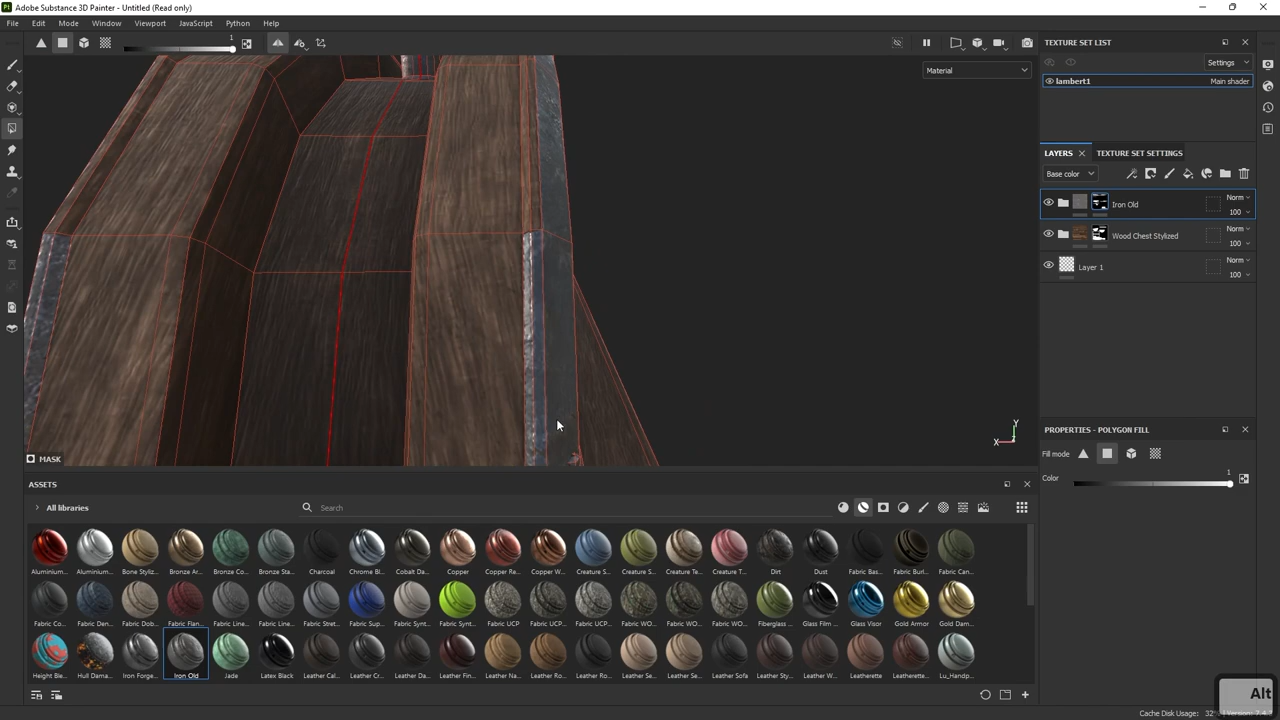 Adobe Substance 3D Painter - Untitled (Read only)
File Edit Mode Window Viewport JavaScript Python Help
1
Material
TEXTURE SET LIST
Settings
lambert1 Main shader
LAYERS TEXTURE SET SETTINGS
Base color
Iron Old Norm 100
Wood Chest Stylized Norm 100
Layer 1 Norm 100
Y
X
MASK
PROPERTIES - POLYGON FILL
Fill mode
1
Color
ASSETS
All libraries Search
Aluminium... Aluminium... Bone Styliz... Bronze Ar... Bronze Co... Bronze Sta... Charcoal Chrome Bl... Cobalt Da... Copper Copper Re... Copper W... Creature S... Creature S... Creature Te... Creature T... Dirt Dust Fabric Bas... Fabric Burl... Fabric Can...
Fabric Co... Fabric Den... Fabric Dob... Fabric Flan... Fabric Line... Fabric Line... Fabric Stret... Fabric Sup... Fabric Synt... Fabric Synt... Fabric UCP Fabric UCP... Fabric UCP... Fabric WO... Fabric WO... Fabric WO... Fiberglass ... Glass Film ... Glass Visor Gold Armor Gold Dam...
Height Ble... Hull Dama... Iron Forge... Iron Old Jade Latex Black Leather Cal... Leather Cr... Leather Da... Leather Fin... Leather Na... Leather Ro... Leather Ro... Leather Se... Leather Se... Leather Sofa Leather Sty... Leather W... Leatherette Leatherette... Lu_Handp...
Alt
Cache Disk Usage: 32